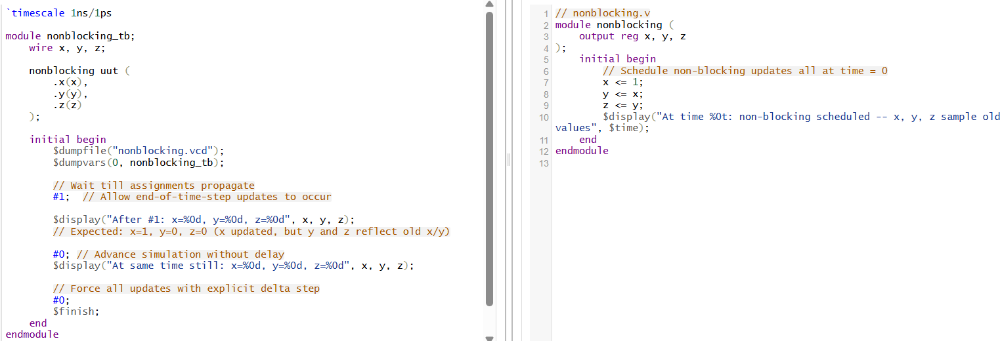 `timescale 1ns/1ps
module nonblocking_tb;
wire x, y, z;
nonblocking uut (
.x(x),
.y(y),
.z(z)
);
initial begin
$dumpfile("nonblocking.vcd");
$dumpvars(0, nonblocking_tb);
// Wait till assignments propagate
#1;  // Allow end-of-time-step updates to occur
$display("After #1: x=%0d, y=%0d, z=%0d", x, y, z);
// Expected: x=1, y=0, z=0 (x updated, but y and z reflect old x/y)
#0; // Advance simulation without delay
$display("At same time still: x=%0d, y=%0d, z=%0d", x, y, z);
// Force all updates with explicit delta step
#0;
$finish;
end
endmodule
1 // nonblocking.v
2 module nonblocking (
3 output reg x, y, z
4 );
5 initial begin
6 // Schedule non-blocking updates all at time = 0
7 x <= 1;
8 y <= x;
9 z <= y;
10 $display("At time %0t: non-blocking scheduled -- x, y, z sample old
values", $time);
11 end
12 endmodule
13